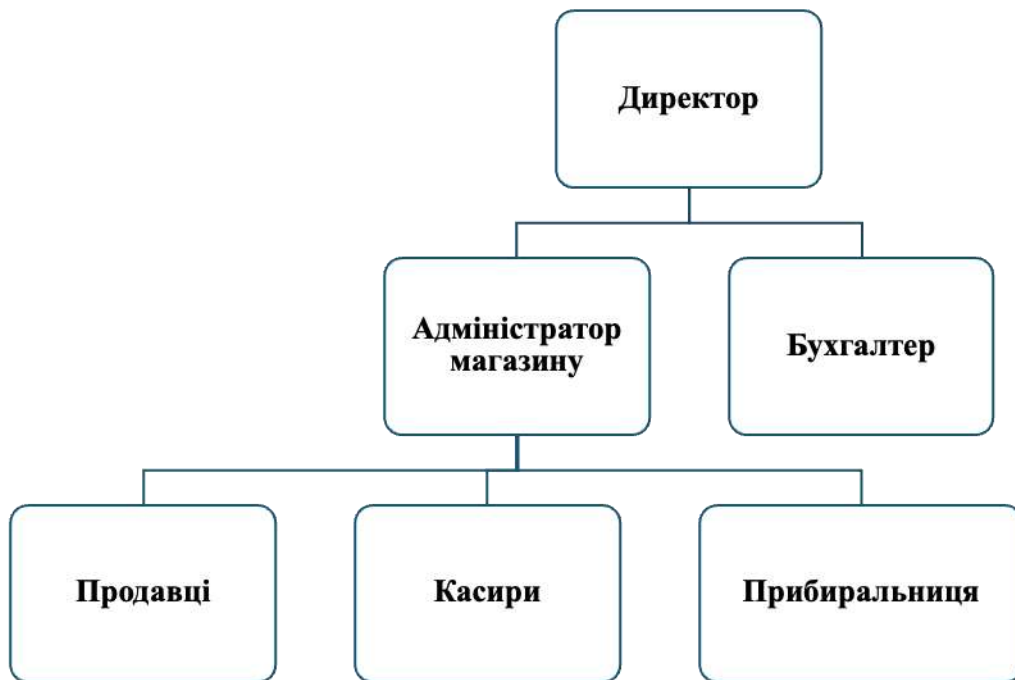 Директор
Адміністратор
магазину
Бухгалтер
Продавці
Касири
Прибиральниця